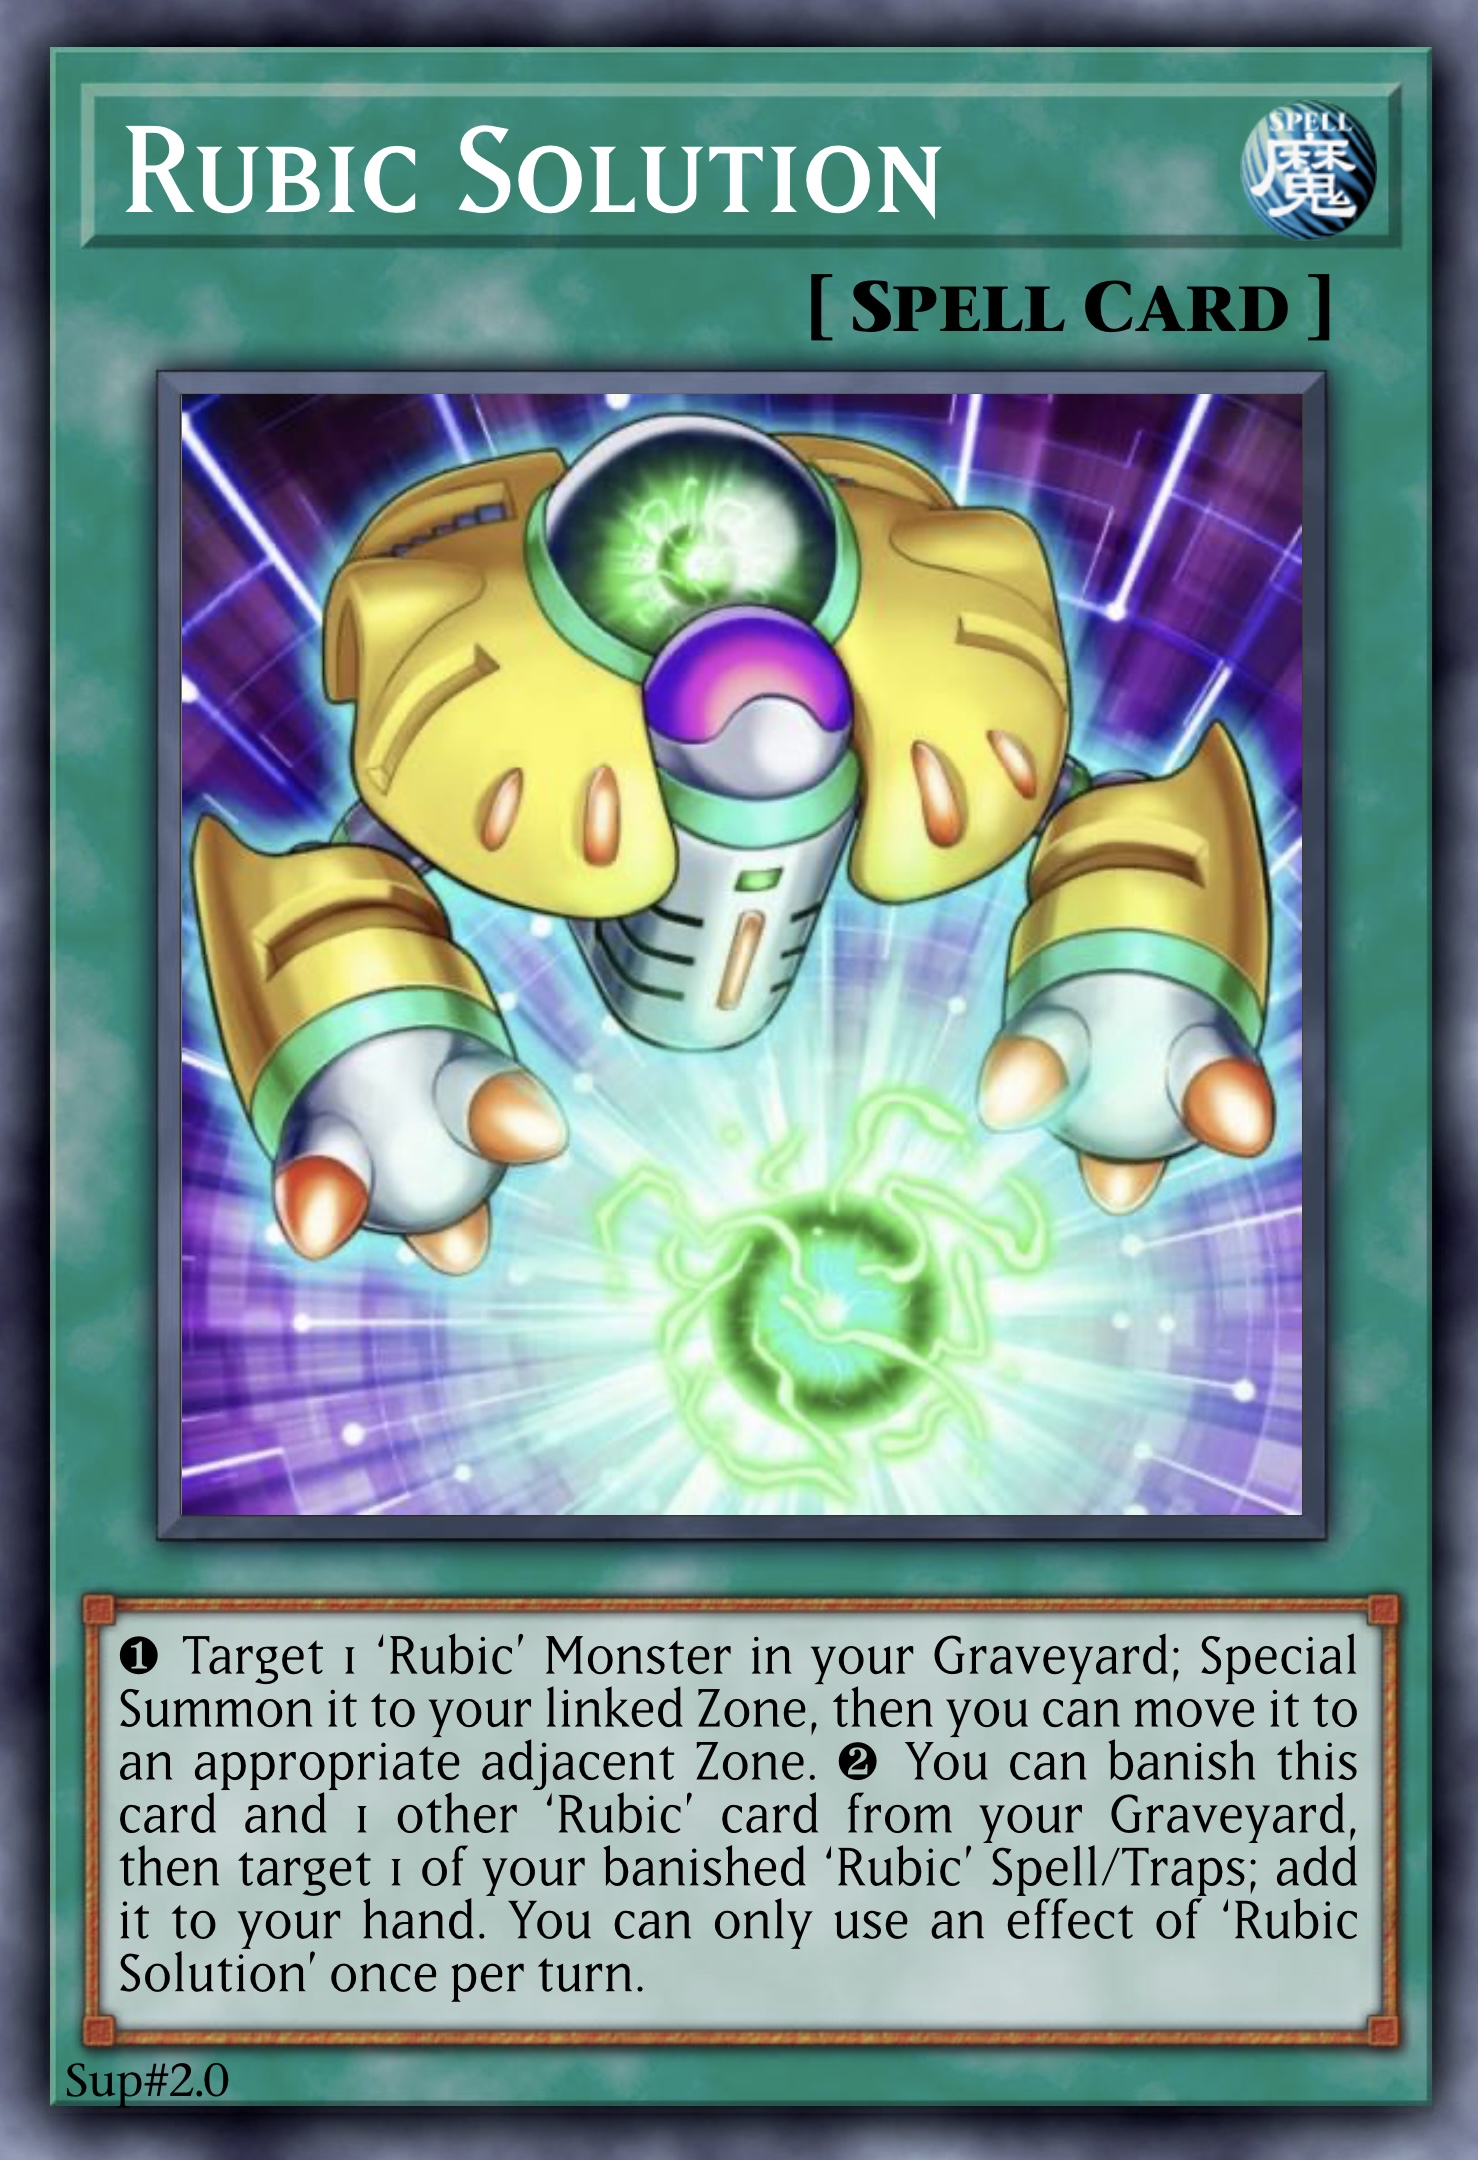 Rubic Solution
SPELL
魔
[ Spell Card ]
❶ Target 1 ‘Rubic’ Monster in your Graveyard; Special
Summon it to your linked Zone, then you can move it to
an appropriate adjacent Zone. ❷ You can banish this
card and 1 other ‘Rubic’ card from your Graveyard,
then target 1 of your banished ‘Rubic’ Spell/Traps; add
it to your hand. You can only use an effect of ‘Rubic
Solution’ once per turn.
Sup#2.0